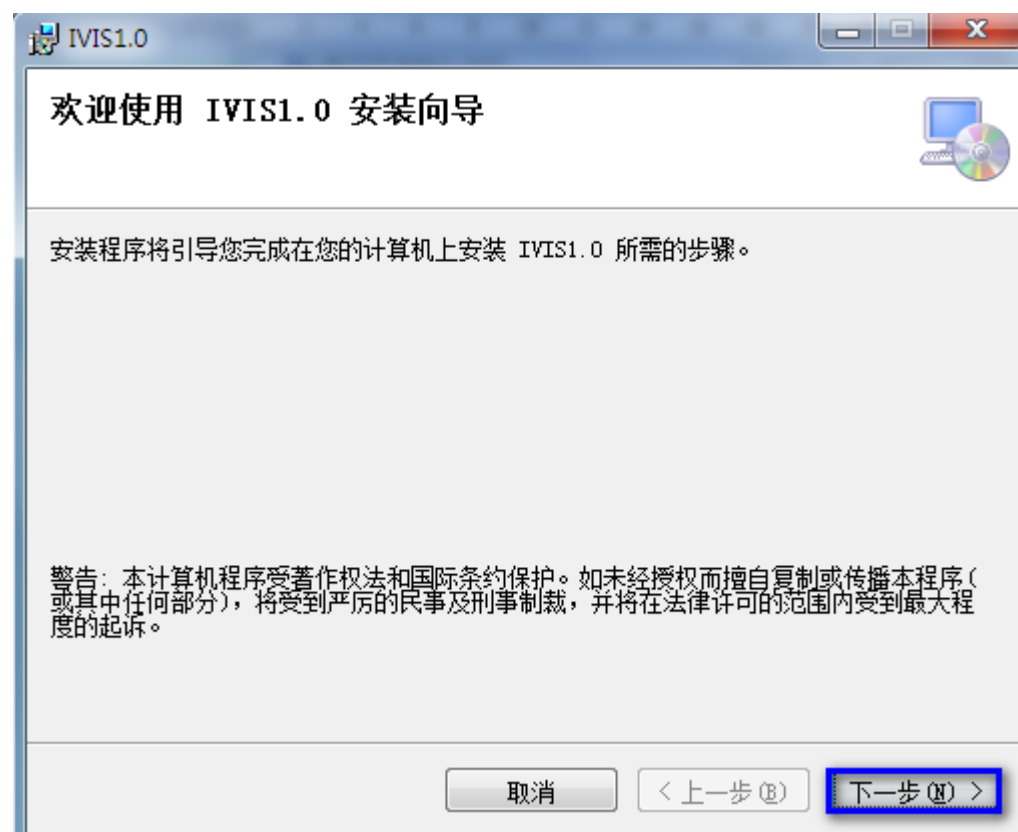 IVIS1.0
欢迎使用 IVIS1.0 安装向导
安装程序将引导您完成在您的计算机上安装 IVIS1.0 所需的步骤。
警告: 本计算机程序受著作权法和国际条约保护。如未经授权而擅自复制或传播本程序(
或其中任何部分), 将受到严厉的民事及刑事制裁, 并将在法律许可的范围内受到最大程
度的起诉。
取消
< 上一步(B)
下一步(N) >